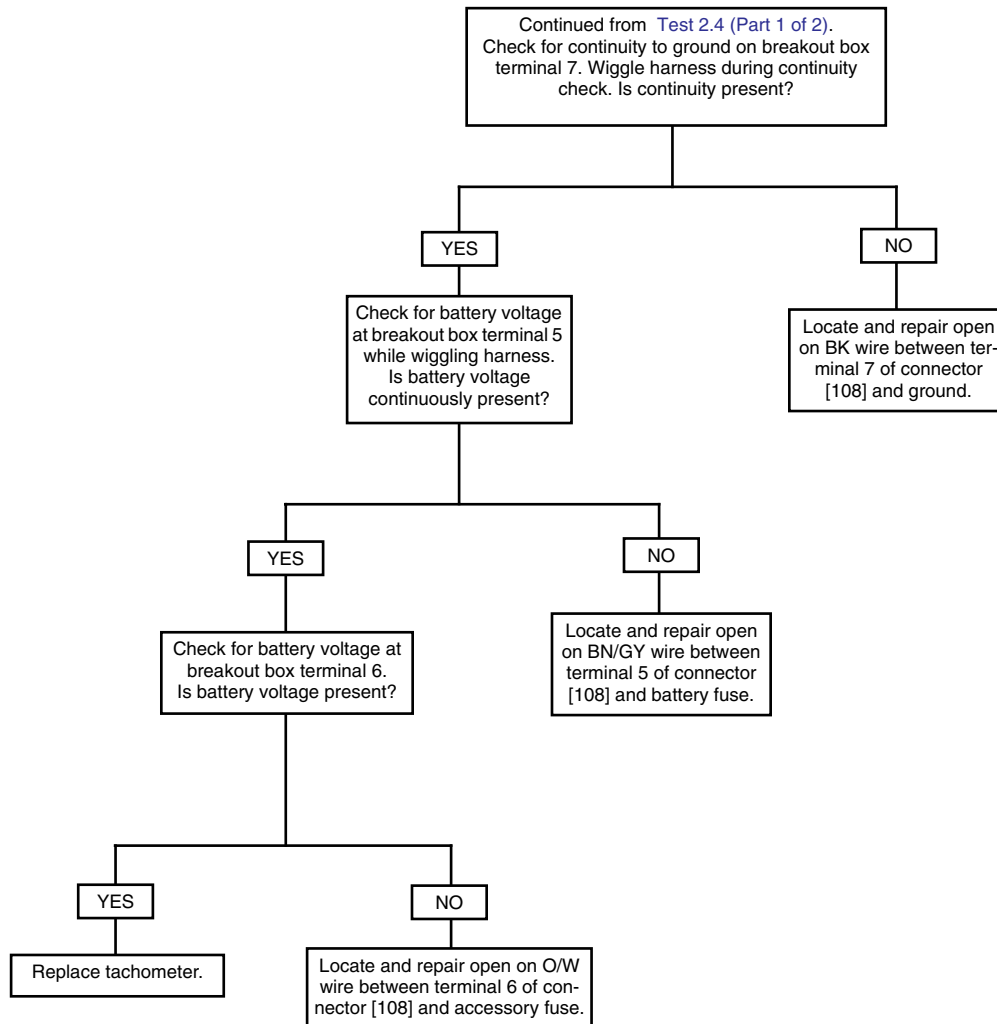 Continued from Test 2.4 (Part 1 of 2).
Check for continuity to ground on breakout box
terminal 7. Wiggle harness during continuity
check. Is continuity present?
YES
NO
Check for battery voltage
at breakout box terminal 5
while wiggling harness.
Is battery voltage
continuously present?
Locate and repair open
on BK wire between ter-
minal 7 of connector
[108] and ground.
YES
NO
Check for battery voltage at
breakout box terminal 6.
Is battery voltage present?
Locate and repair open
on BN/GY wire between
terminal 5 of connector
[108] and battery fuse.
YES
NO
Replace tachometer.
Locate and repair open on O/W
wire between terminal 6 of con-
nector [108] and accessory fuse.